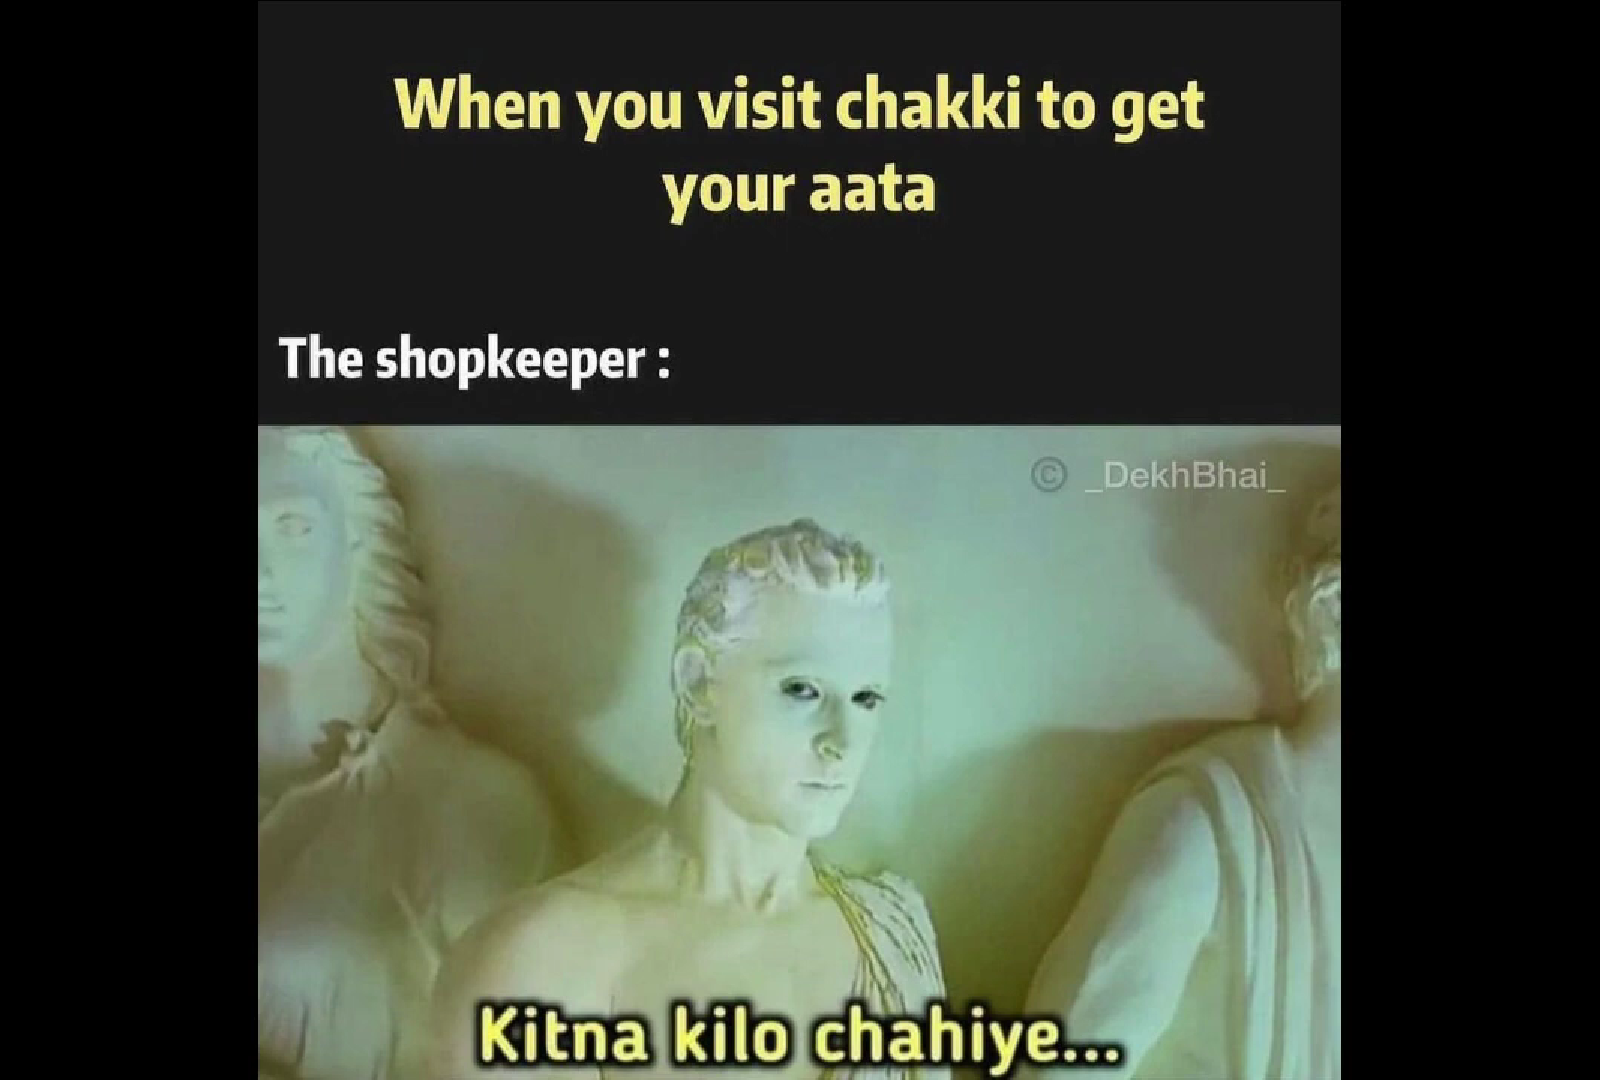 When you visit chakki to get
your aata
The shopkeeper :
© _DekhBhai_
Kitna kilo chahiye...